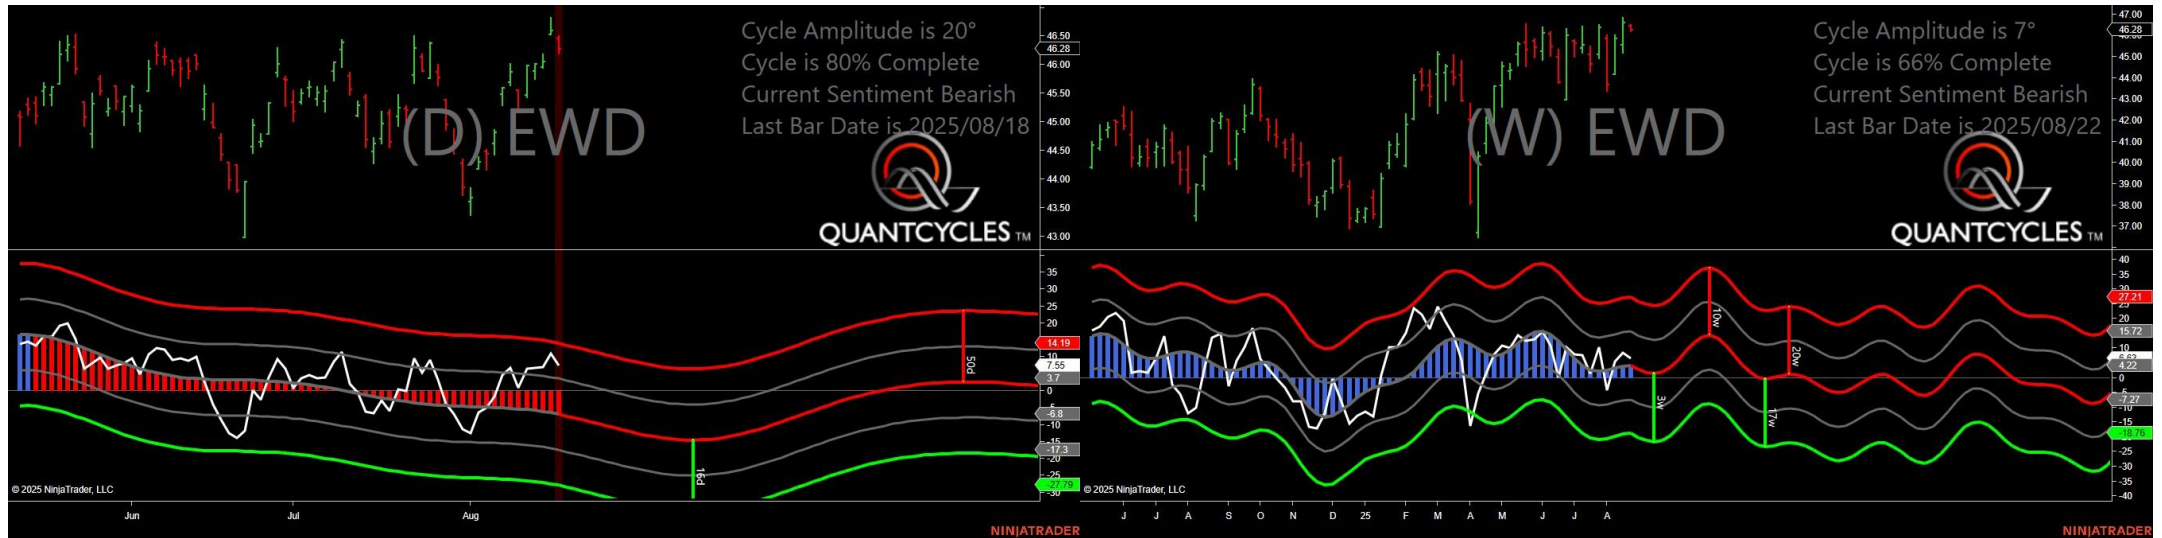 Cycle Amplitude is 20°
Cycle is 80% Complete
Current Sentiment Bearish
Last Bar Date is 2025/08/18
(D) EWD
QUANTCYCLES TM
46.50
46.28
46.00
45.50
45.00
44.50
44.00
43.50
43.00
35
30
25
20
14.19
10
7.55
3.7
0
-6.8
-10
-15
-17.3
-20
-25
-27.79
-30
50d
16d
© 2025 NinjaTrader, LLC
Jun Jul Aug
NINJATRADER
Cycle Amplitude is 7°
Cycle is 66% Complete
Current Sentiment Bearish
Last Bar Date is 2025/08/22
(W) EWD
QUANTCYCLES TM
47.00
46.28
45.00
44.00
43.00
42.00
41.00
40.00
39.00
38.00
37.00
40
35
30
27.21
20
15.72
10
4.22
0
-5
-7.27
-10
-15
-18.76
-25
-30
-35
-40
10w
20w
3w
17w
© 2025 NinjaTrader, LLC
J J A S O N D 25 F M A M J J A
NINJATRADER